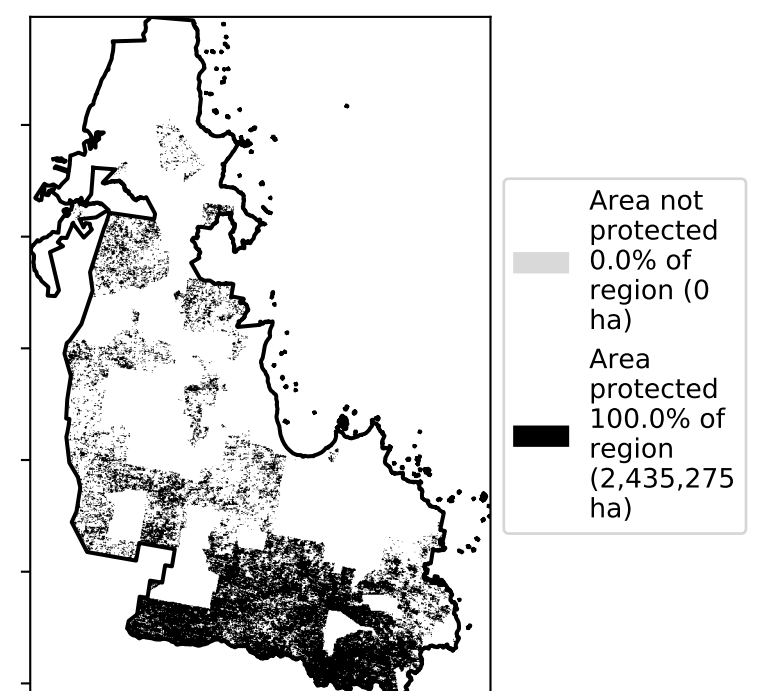 Area not
protected
0.0% of
region (0
ha)
Area
protected
100.0% of
region
(2,435,275
ha)